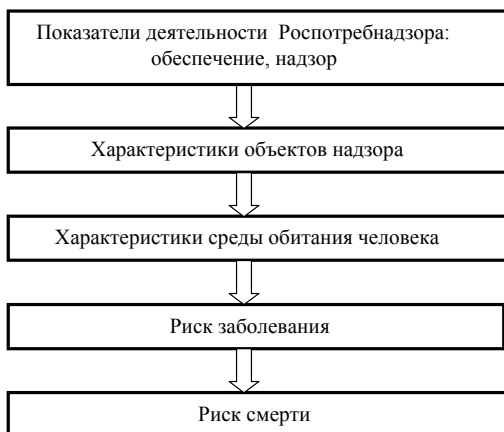 Показатели деятельности Роспотребнадзора:
обеспечение, надзор
Характеристики объектов надзора
Характеристики среды обитания человека
Риск заболевания
Риск смерти